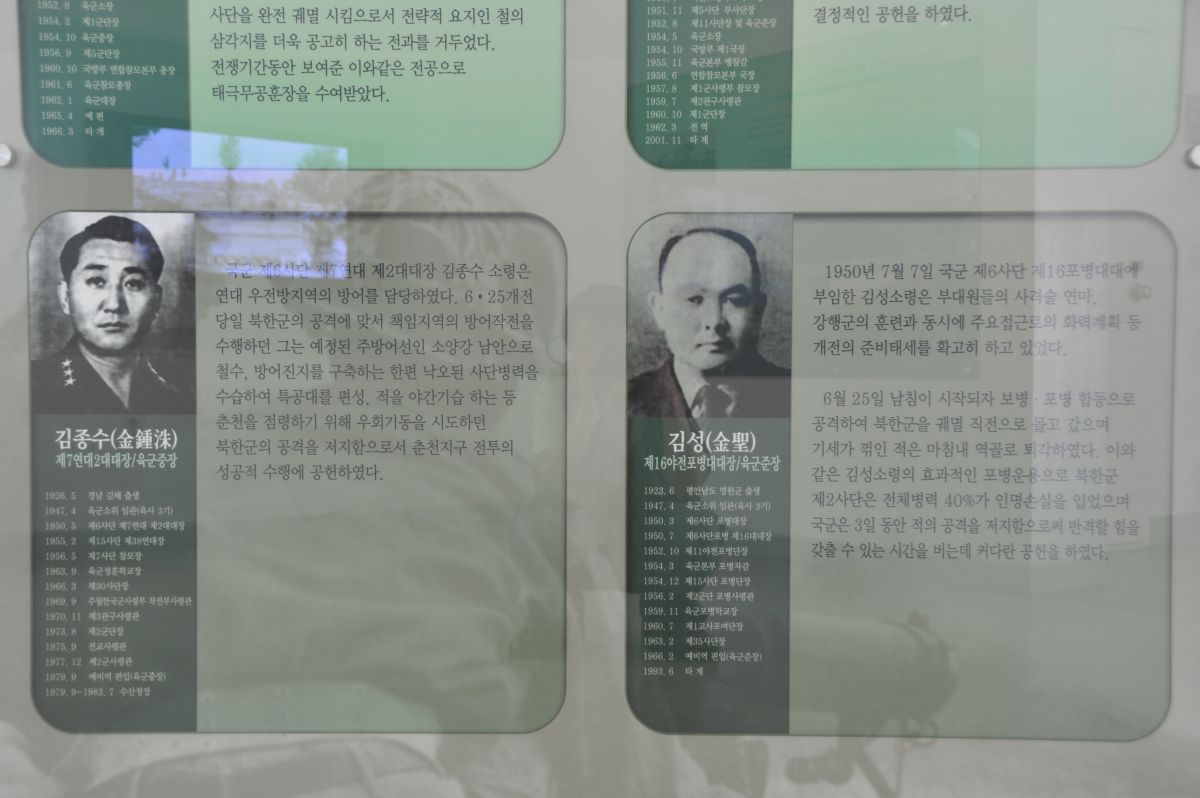 1952. 9 육군소장
1954. 2 제1군단장
1954. 10 육군중장
1956. 9 제5군단장
1960. 10 국방부 연합참모본부 총장
1961. 6 육군참모총장
1962. 1 육군대장
1965. 4 예편
1966. 3 타개
사단을 완전 궤멸 시킴으로서 전략적 요지인 철의
삼각지를 더욱 공고히 하는 전과를 거두었다.
전쟁기간동안 보여준 이와같은 전공으로
태극무공훈장을 수여받았다.
1951. 11 제5사단 부사단장
1952. 8 제11사단장 및 육군준장
1954. 5 육군소장
1954. 10 국방부 제1국장
1955. 11 육군본부 병참감
1956. 6 연합참모본부 국장
1957. 8 제1군사령부 참모장
1959. 7 제2관구사령관
1960. 10 제1군단장
1962. 3 전역
2001. 11 타계
결정적인 공헌을 하였다.
김종수(金鍾洙)
제7연대2대대장/육군중장
1926. 5 경남 김해 출생
1947. 4 육군소위 임관(육사 3기)
1950. 5 제6사단 제7연대 제2대대장
1955. 2 제15사단 제38연대장
1956. 5 제7사단 참모장
1963. 9 육군정훈학교장
1966. 3 제30사단장
1969. 9 주월한국군사령부 작전부사령관
1970. 11 제3관구사령관
1973. 8 제2군단장
1975. 9 전교사령관
1977. 12 제2군사령관
1979. 9 예비역 편입(육군중장)
1979. 9~1983. 7 수산청장
국군 제6사단 제7연대 제2대대장 김종수 소령은
연대 우전방지역의 방어를 담당하였다. 6·25개전
당일 북한군의 공격에 맞서 책임지역의 방어작전을
수행하던 그는 예정된 주방어선인 소양강 남안으로
철수, 방어진지를 구축하는 한편 낙오된 사단병력을
수습하여 특공대를 편성, 적을 야간기습 하는 등
춘천을 점령하기 위해 우회기동을 시도하던
북한군의 공격을 저지함으로서 춘천지구 전투의
성공적 수행에 공헌하였다.
김성(金聖)
제16야전포병대대장/육군준장
1923. 6 평안남도 영원군 출생
1947. 4 육군소위 임관(육사 3기)
1950. 3 제6사단 포병대장
1950. 7 제6사단포병 제16대대장
1952. 10 제11야전포병단장
1954. 3 육군본부 포병차감
1954. 12 제15사단 포병단장
1956. 2 제2군단 포병사령관
1959. 11 육군포병학교장
1960. 7 제1고사포여단장
1963. 2 제35사단장
1966. 2 예비역 편입(육군준장)
1993. 6 타계
1950년 7월 7일 국군 제6사단 제16포병대대에
부임한 김성소령은 부대원들의 사격술 연마,
강행군의 훈련과 동시에 주요접근로의 화력계획 등
개전의 준비태세를 확고히 하고 있었다.
6월 25일 남침이 시작되자 보병·포병 합동으로
공격하여 북한군을 궤멸 직전으로 몰고 갔으며
기세가 꺾인 적은 마침내 역골로 퇴각하였다. 이와
같은 김성소령의 효과적인 포병운용으로 북한군
제2사단은 전체병력 40%가 인명손실을 입었으며
국군은 3일 동안 적의 공격을 저지함으로써 반격할 힘을
갖출 수 있는 시간을 버는데 커다란 공헌을 하였다.